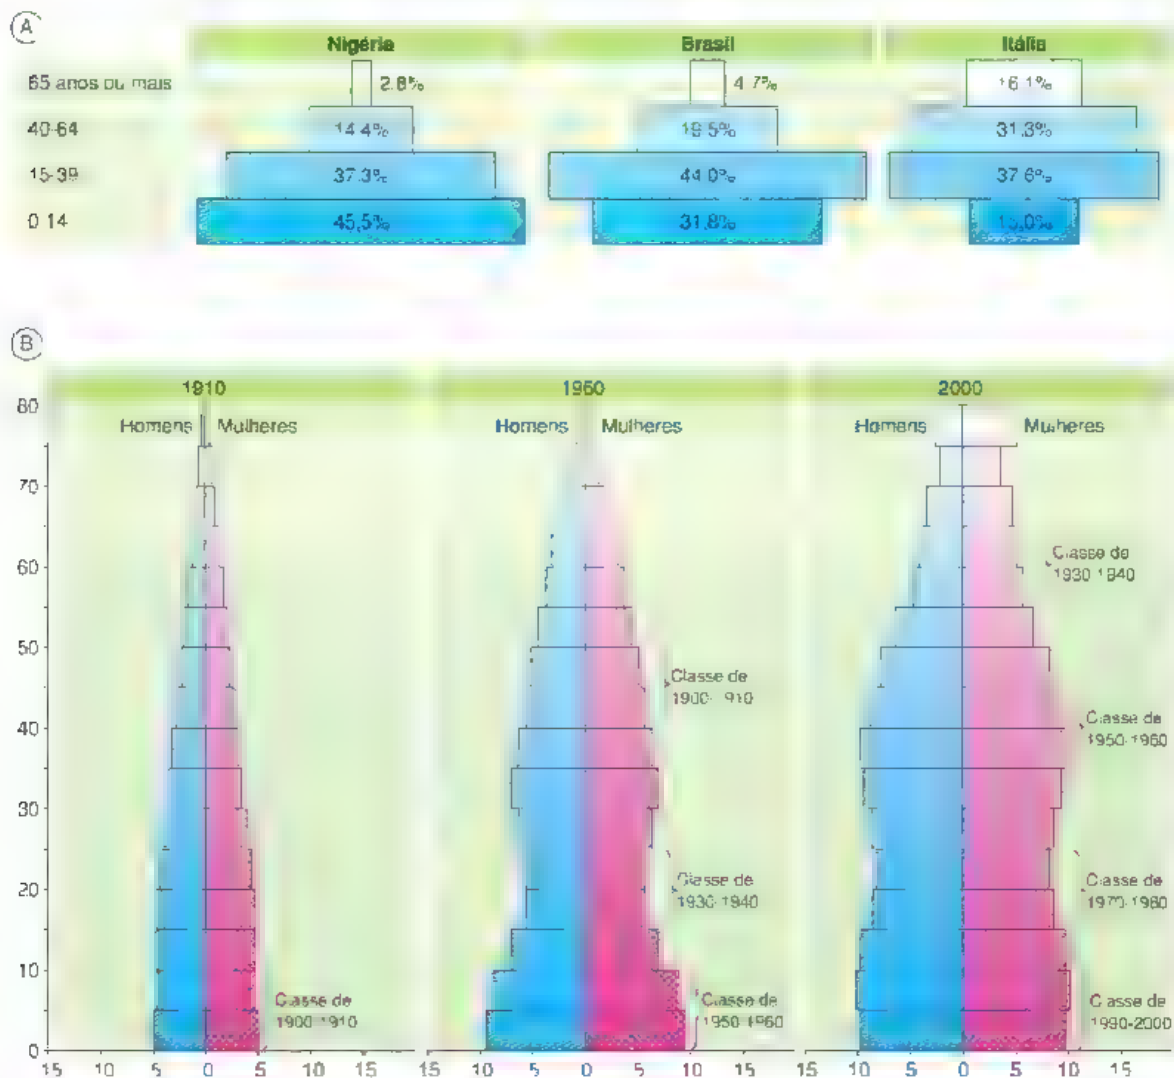 A
Nigéria Brasil Itália
65 anos ou mais 2.8% 4.7% 16.1%
40-64 14.4% 19.5% 31.3%
15-39 37.3% 44.0% 37.6%
0-14 45,5% 31,8% 15,0%
B
1910 1960 2000
80
Homens Mulheres Homens Mulheres Homens Mulheres
70
60
Classe de
1930-1940
50
Classe de
1900-1910
40
Classe de
1950-1960
30
20
Classe de
1930-1940
Classe de
1970-1980
10
Classe de
1900-1910
Classe de
1950-1960
Classe de
1990-2000
0
15 10 5 0 5 10 15 10 5 0 5 10 15 10 5 0 5 10 15